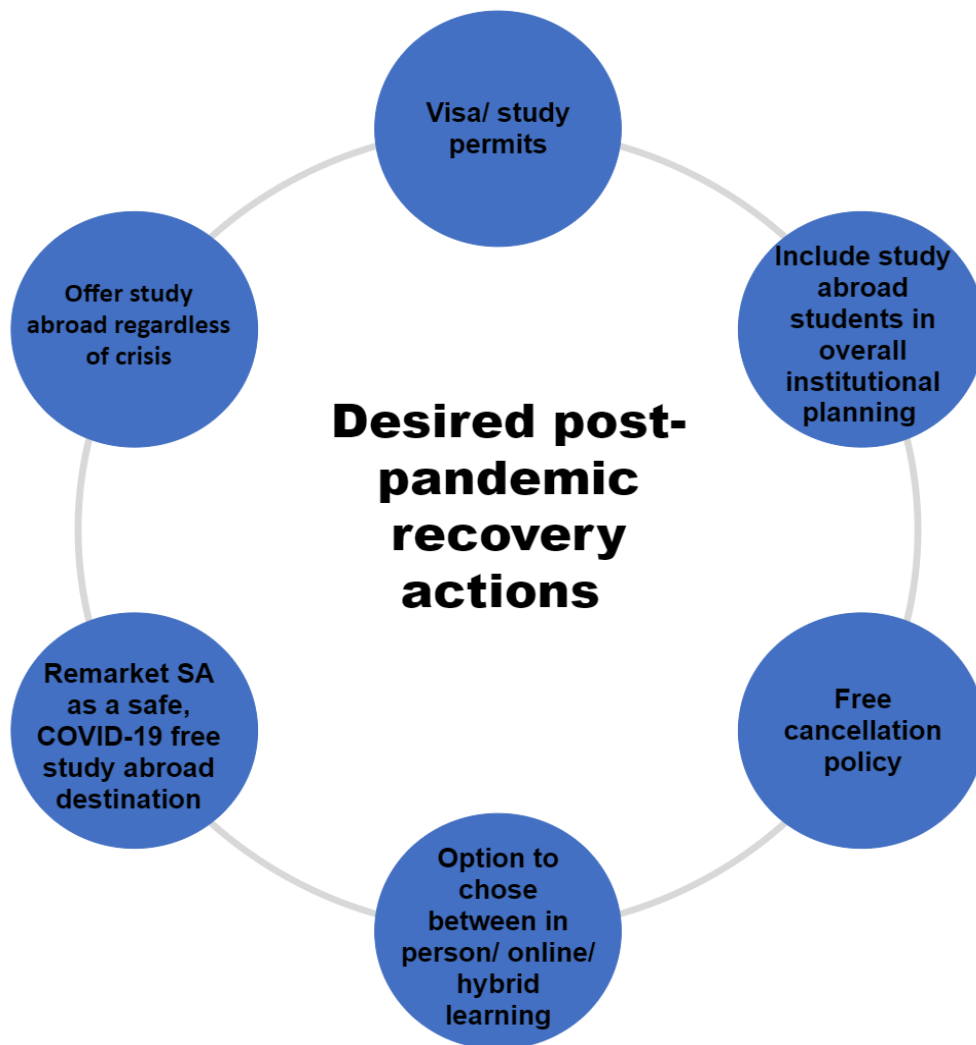 Visa/ study
permits
Include study
abroad
students in
overall
institutional
planning
Free
cancellation
policy
Option to
chose
between in
person/ online/
hybrid
learning
Remarket SA
as a safe,
COVID-19 free
study abroad
destination
Offer study
abroad regardless
of crisis
Desired post-
pandemic
recovery
actions